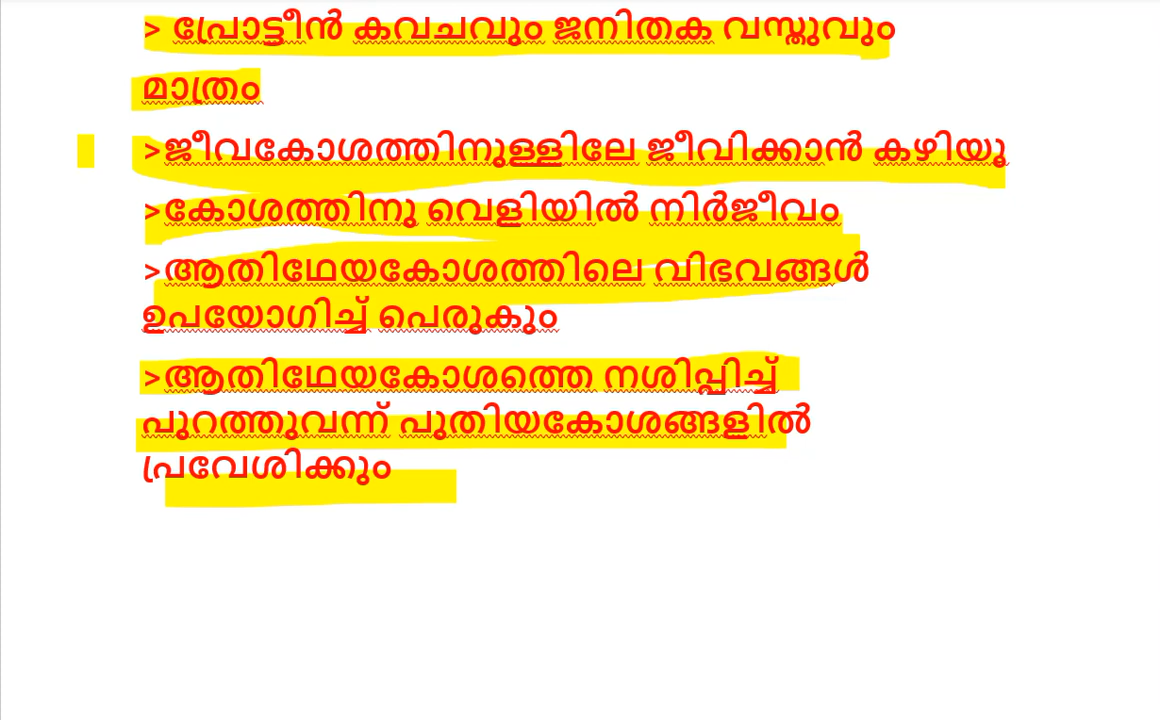 > പ്രോട്ടീൻ കവചവും ജനിതക വസ്തുവും
മാത്രം
>ജീവകോശത്തിനുള്ളിലേ ജീവിക്കാൻ കഴിയൂ
>കോശത്തിനു വെളിയിൽ നിർജീവം
>ആതിഥേയകോശത്തിലെ വിഭവങ്ങൾ
ഉപയോഗിച്ച് പെരുകും
>ആതിഥേയകോശത്തെ നശിപ്പിച്ച്
പുറത്തുവന്ന് പുതിയകോശങ്ങളിൽ
പ്രവേശിക്കും